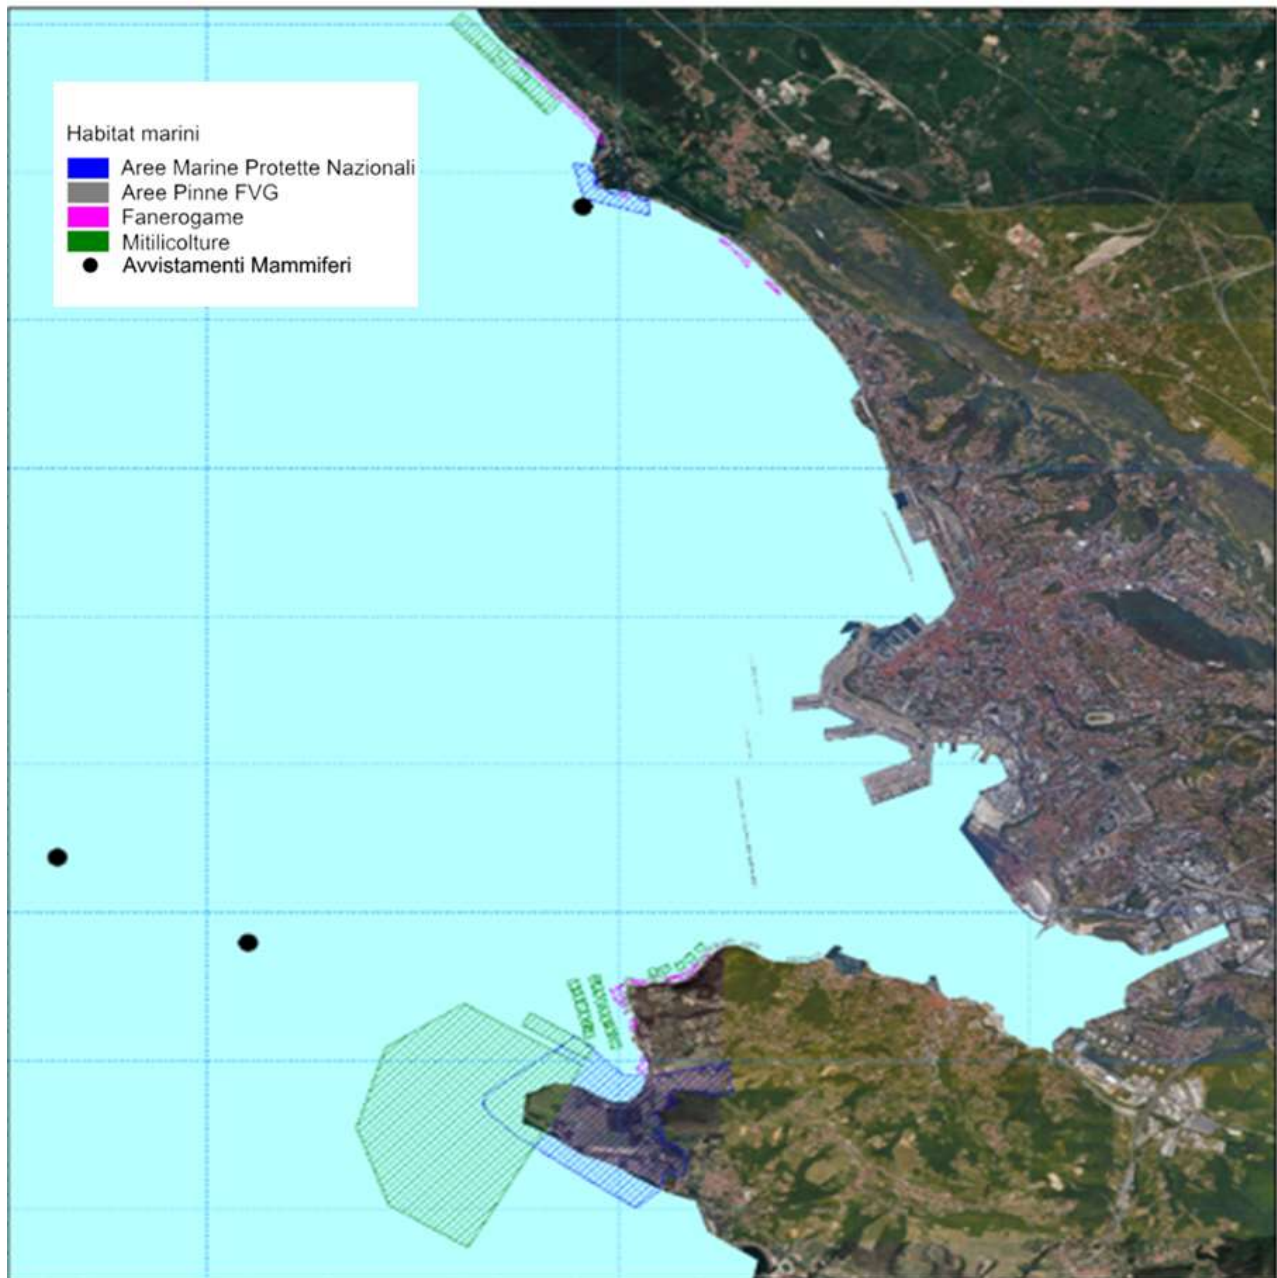 Habitat marini
Aree Marine Protette Nazionali
Aree Pinne FVG
Fanerogame
Mitilicolture
Avvistamenti Mammiferi